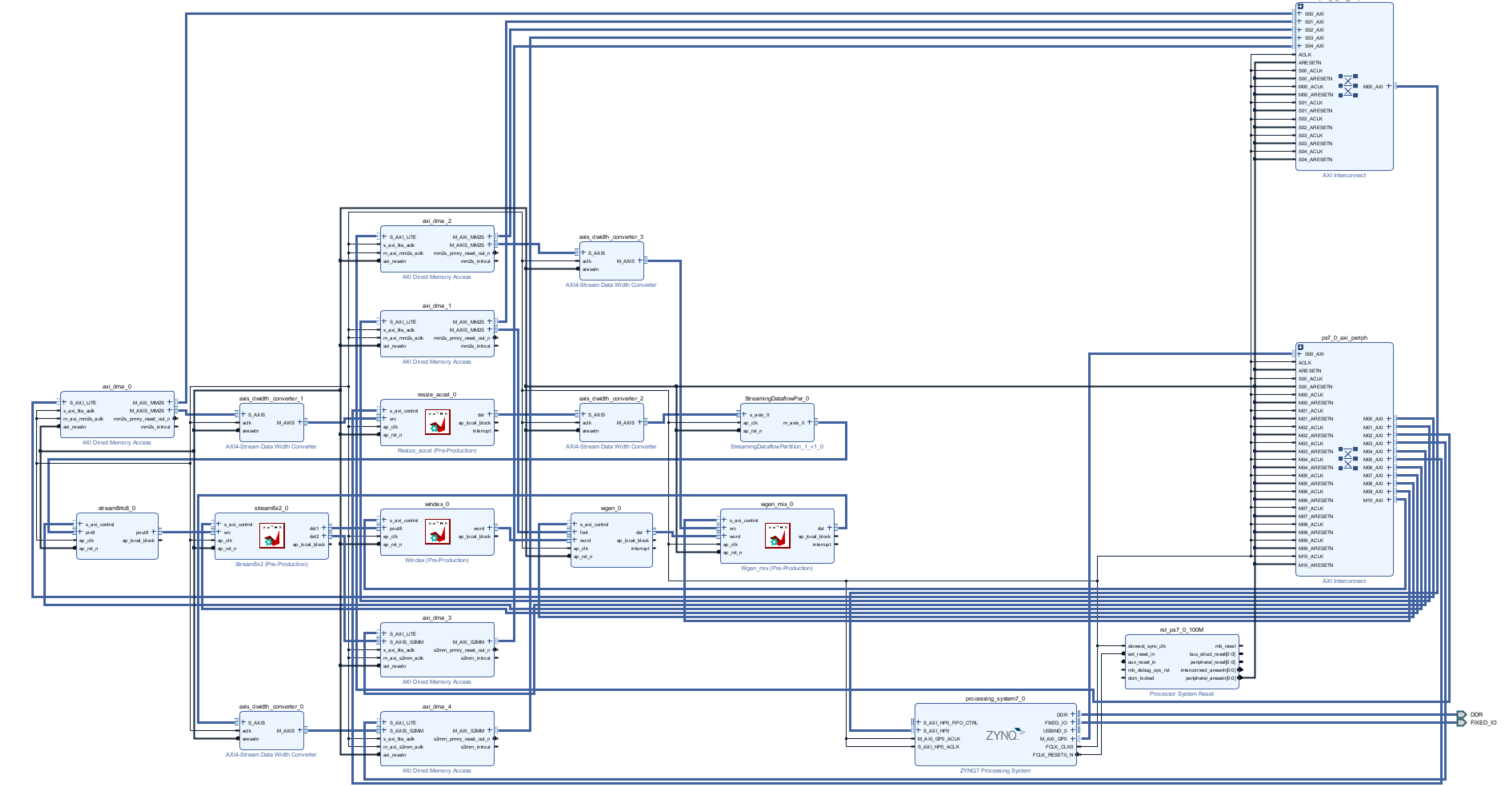 S00_AXI
S01_AXI
S02_AXI
S03_AXI
S04_AXI
ACLK
ARESETN
S00_ACLK
S00_ARESETN
M00_ACLK
M00_ARESETN
S01_ACLK
S01_ARESETN
S02_ACLK
S02_ARESETN
S03_ACLK
S03_ARESETN
S04_ACLK
S04_ARESETN
M00_AXI
AXI Interconnect
axi_dma_2
S_AXI_LITE
s_axi_lite_aclk
m_axi_mm2s_aclk
axi_resetn
M_AXI_MM2S
M_AXIS_MM2S
mm2s_prmry_reset_out_n
mm2s_introut
AXI Direct Memory Access
axis_dwidth_converter_3
S_AXIS
aclk
aresetn
M_AXIS
AXI4-Stream Data Width Converter
axi_dma_1
S_AXI_LITE
s_axi_lite_aclk
m_axi_mm2s_aclk
axi_resetn
M_AXI_MM2S
M_AXIS_MM2S
mm2s_prmry_reset_out_n
mm2s_introut
AXI Direct Memory Access
axi_dma_0
S_AXI_LITE
s_axi_lite_aclk
m_axi_mm2s_aclk
axi_resetn
M_AXI_MM2S
M_AXIS_MM2S
mm2s_prmry_reset_out_n
mm2s_introut
AXI Direct Memory Access
axis_dwidth_converter_1
S_AXIS
aclk
aresetn
M_AXIS
AXI4-Stream Data Width Converter
resize_accel_0
s_axi_control
src
ap_clk
ap_rst_n
dst
ap_local_block
interrupt
Resize_accel (Pre-Production)
axis_dwidth_converter_2
S_AXIS
aclk
aresetn
M_AXIS
AXI4-Stream Data Width Converter
StreamingDataflowPar_0
s_axis_0
ap_clk
ap_rst_n
m_axis_0
StreamingDataflowPartition_1_v1_0
ps7_0_axi_periph
S00_AXI
ACLK
ARESETN
S00_ACLK
S00_ARESETN
M00_ACLK
M00_ARESETN
M01_ACLK
M01_ARESETN
M02_ACLK
M02_ARESETN
M03_ACLK
M03_ARESETN
M04_ACLK
M04_ARESETN
M05_ACLK
M05_ARESETN
M06_ACLK
M06_ARESETN
M07_ACLK
M07_ARESETN
M08_ACLK
M08_ARESETN
M09_ACLK
M09_ARESETN
M10_ACLK
M10_ARESETN
M00_AXI
M01_AXI
M02_AXI
M03_AXI
M04_AXI
M05_AXI
M06_AXI
M07_AXI
M08_AXI
M09_AXI
M10_AXI
AXI Interconnect
stream8to8_0
s_axi_control
pin8
ap_clk
ap_rst_n
pout8
ap_local_block
stream8x2_0
s_axi_control
src
ap_clk
ap_rst_n
dst1
dst2
ap_local_block
Stream8x2 (Pre-Production)
windex_0
s_axi_control
pout8
ap_clk
ap_rst_n
word
ap_local_block
Windex (Pre-Production)
wgen_0
s_axi_control
font
word
ap_clk
ap_rst_n
dst
ap_local_block
interrupt
wgen_mix_0
s_axi_control
src
word
ap_clk
ap_rst_n
dst
ap_local_block
interrupt
Wgen_mix (Pre-Production)
axi_dma_3
S_AXI_LITE
S_AXIS_S2MM
s_axi_lite_aclk
m_axi_s2mm_aclk
axi_resetn
M_AXI_S2MM
s2mm_prmry_reset_out_n
s2mm_introut
AXI Direct Memory Access
rst_ps7_0_100M
slowest_sync_clk
ext_reset_in
aux_reset_in
mb_debug_sys_rst
dcm_locked
mb_reset
bus_struct_reset[0:0]
peripheral_reset[0:0]
interconnect_aresetn[0:0]
peripheral_aresetn[0:0]
Processor System Reset
axis_dwidth_converter_0
S_AXIS
aclk
aresetn
M_AXIS
AXI4-Stream Data Width Converter
axi_dma_4
S_AXI_LITE
S_AXIS_S2MM
s_axi_lite_aclk
m_axi_s2mm_aclk
axi_resetn
M_AXI_S2MM
s2mm_prmry_reset_out_n
s2mm_introut
AXI Direct Memory Access
processing_system7_0
S_AXI_HP0_FIFO_CTRL
S_AXI_HP0
M_AXI_GP0_ACLK
S_AXI_HP0_ACLK
ZYNQ
DDR
FIXED_IO
USBIND_0
M_AXI_GP0
FCLK_CLK0
FCLK_RESET0_N
ZYNQ7 Processing System
DDR
FIXED_IO